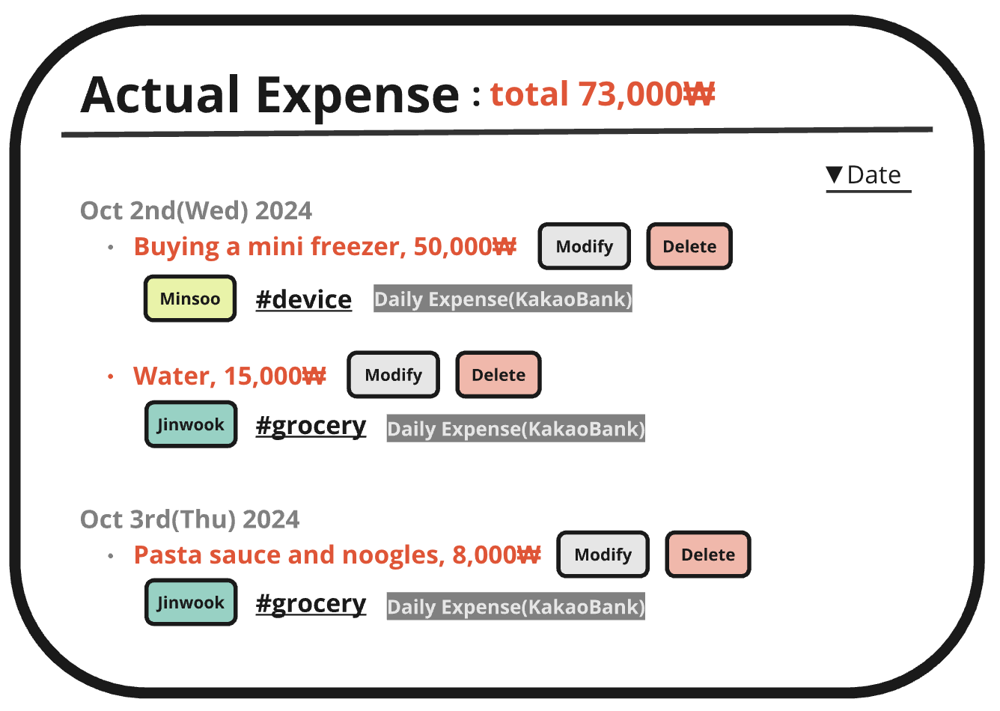 Actual Expense : total 73,000₩
▼Date
Oct 2nd(Wed) 2024
· Buying a mini freezer, 50,000₩ Modify Delete
Minsoo #device Daily Expense(KakaoBank)
· Water, 15,000₩ Modify Delete
Jinwook #grocery Daily Expense(KakaoBank)
Oct 3rd(Thu) 2024
· Pasta sauce and noogles, 8,000₩ Modify Delete
Jinwook #grocery Daily Expense(KakaoBank)